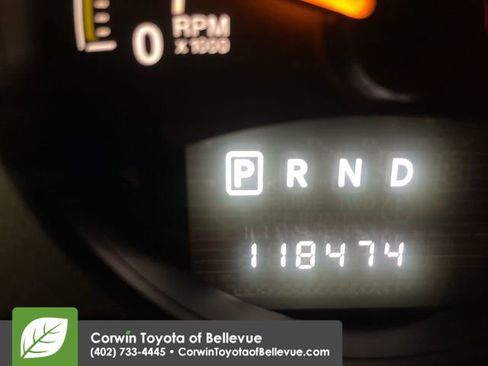 RPM
0 X1000
P R N D
118474
Corwin Toyota of Bellevue
(402) 733-4445 • CorwinToyotaofBellevue.com